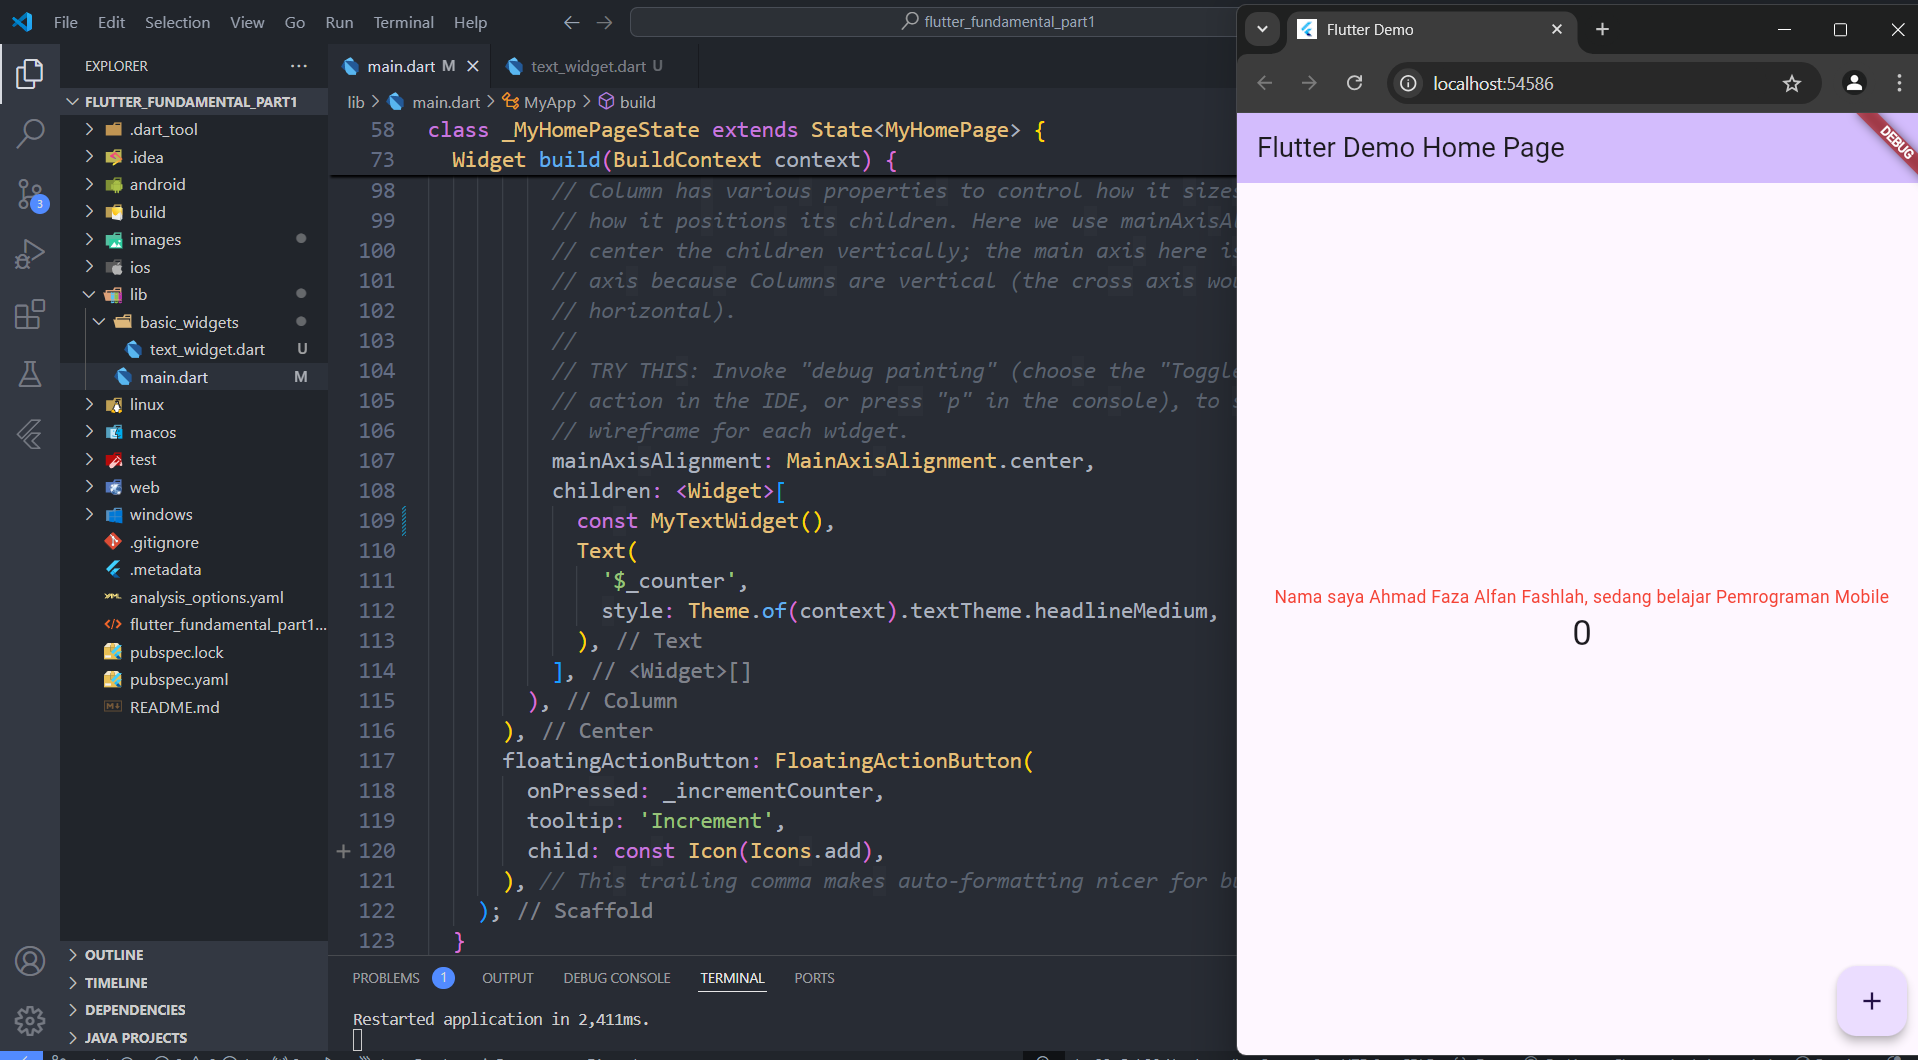 File Edit Selection View Go Run Terminal Help
flutter_fundamental_part1
EXPLORER
FLUTTER_FUNDAMENTAL_PART1
.dart_tool
.idea
android
build
images
ios
lib
basic_widgets
text_widget.dart U
main.dart M
linux
macos
test
web
windows
.gitignore
.metadata
analysis_options.yaml
flutter_fundamental_part1...
pubspec.lock
pubspec.yaml
README.md
OUTLINE
TIMELINE
DEPENDENCIES
JAVA PROJECTS
3
main.dart M
text_widget.dart U
lib > main.dart > MyApp > build
58 class _MyHomePageState extends State<MyHomePage> {
73 Widget build(BuildContext context) {
98 // Column has various properties to control how it sizes
99 // how it positions its children. Here we use mainAxisAl
100 // center the children vertically; the main axis here is
101 // axis because Columns are vertical (the cross axis wou
102 // horizontal).
103 //
104 // TRY THIS: Invoke "debug painting" (choose the "Toggle
105 // action in the IDE, or press "p" in the console), to s
106 // wireframe for each widget.
107 mainAxisAlignment: MainAxisAlignment.center,
108 children: <Widget>[
109 const MyTextWidget(),
110 Text(
111 '$_counter',
112 style: Theme.of(context).textTheme.headlineMedium,
113 ), // Text
114 ], // <Widget>[]
115 ), // Column
116 ), // Center
117 floatingActionButton: FloatingActionButton(
118 onPressed: _incrementCounter,
119 tooltip: 'Increment',
120 child: const Icon(Icons.add),
121 ), // This trailing comma makes auto-formatting nicer for bu
122 ); // Scaffold
123 }
PROBLEMS 1 OUTPUT DEBUG CONSOLE TERMINAL PORTS
Restarted application in 2,411ms.
Flutter Demo
localhost:54586
Flutter Demo Home Page
DEBUG
Nama saya Ahmad Faza Alfan Fashlah, sedang belajar Pemrograman Mobile
0
+